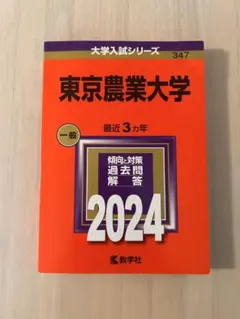 大学入試シリーズ
347
東京農業大学
最近3カ年
一般
傾向と対策
過去問
解答
2024
教学社